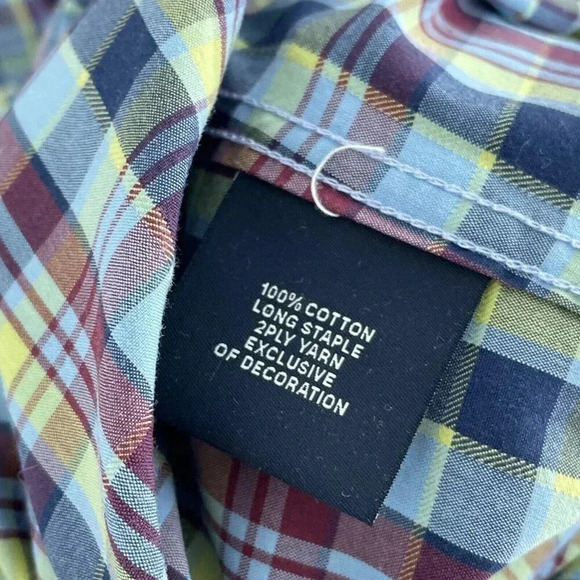 100% COTTON
LONG STAPLE
2PLY YARN
EXCLUSIVE
OF DECORATION